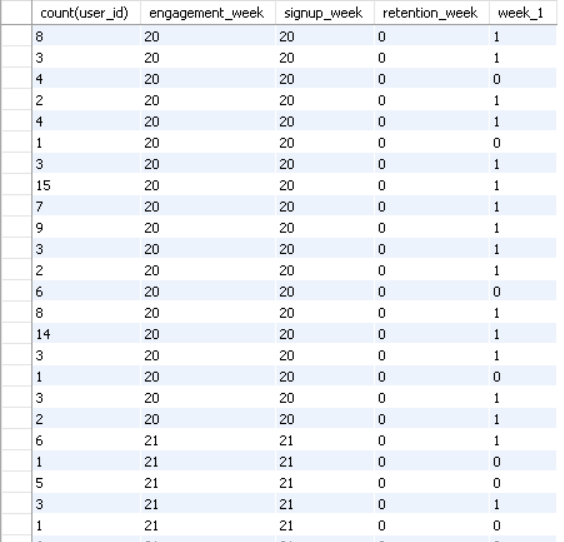 count(user_id) engagement_week signup_week retention_week week_1
8 20 20 0 1
3 20 20 0 1
4 20 20 0 0
2 20 20 0 1
4 20 20 0 1
1 20 20 0 0
3 20 20 0 1
15 20 20 0 1
7 20 20 0 1
9 20 20 0 1
3 20 20 0 1
2 20 20 0 1
6 20 20 0 0
8 20 20 0 1
14 20 20 0 1
3 20 20 0 1
1 20 20 0 0
3 20 20 0 1
2 20 20 0 1
6 21 21 0 1
1 21 21 0 0
5 21 21 0 0
3 21 21 0 1
1 21 21 0 0